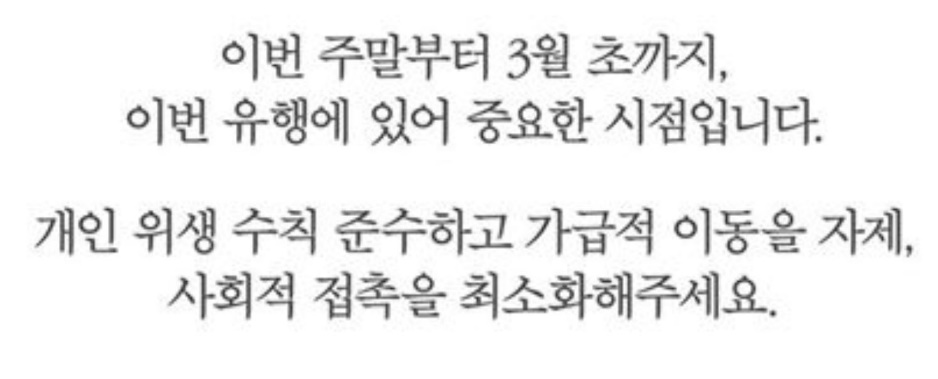 이번 주말부터 3월 초까지,
이번 유행에 있어 중요한 시점입니다.
개인 위생 수칙 준수하고 가급적 이동을 자제,
사회적 접촉을 최소화해주세요.